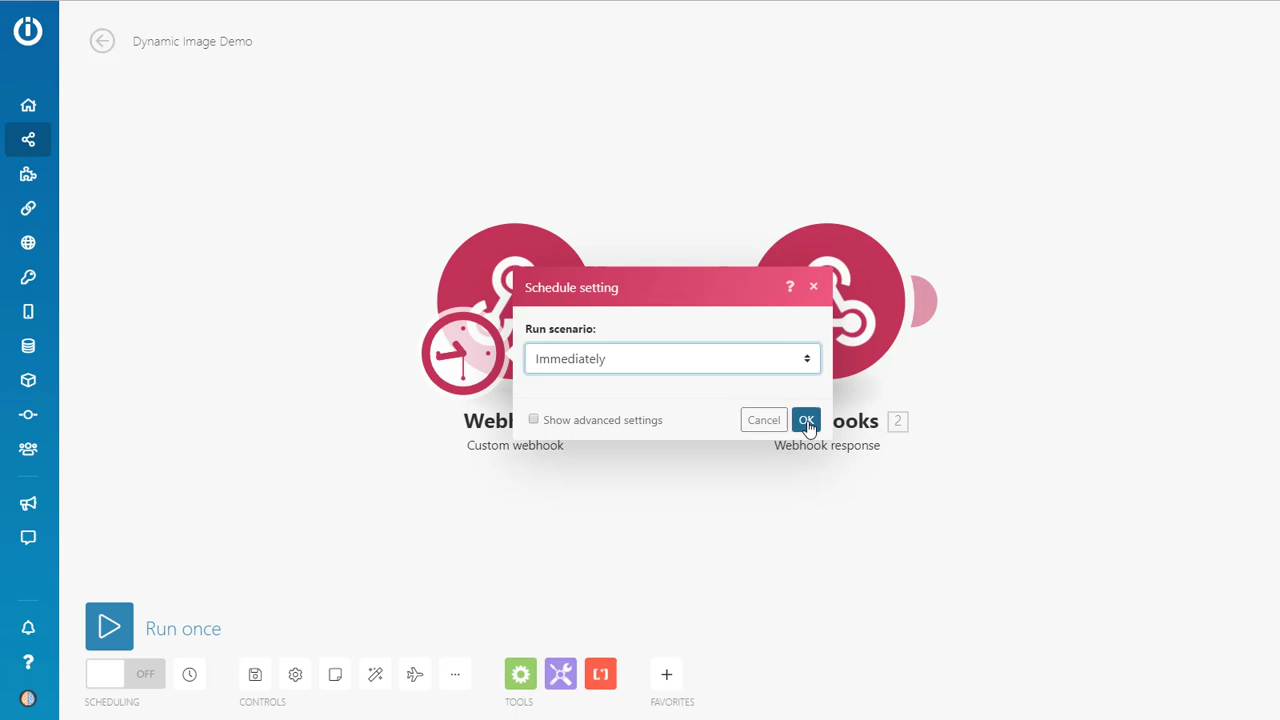 Dynamic Image Demo
Schedule setting
?
×
Run scenario:
Immediately
Show advanced settings
Cancel
OK
Webh
ooks
2
Custom webhook
Webhook response
Run once
OFF
SCHEDULING
CONTROLS
TOOLS
FAVORITES
?